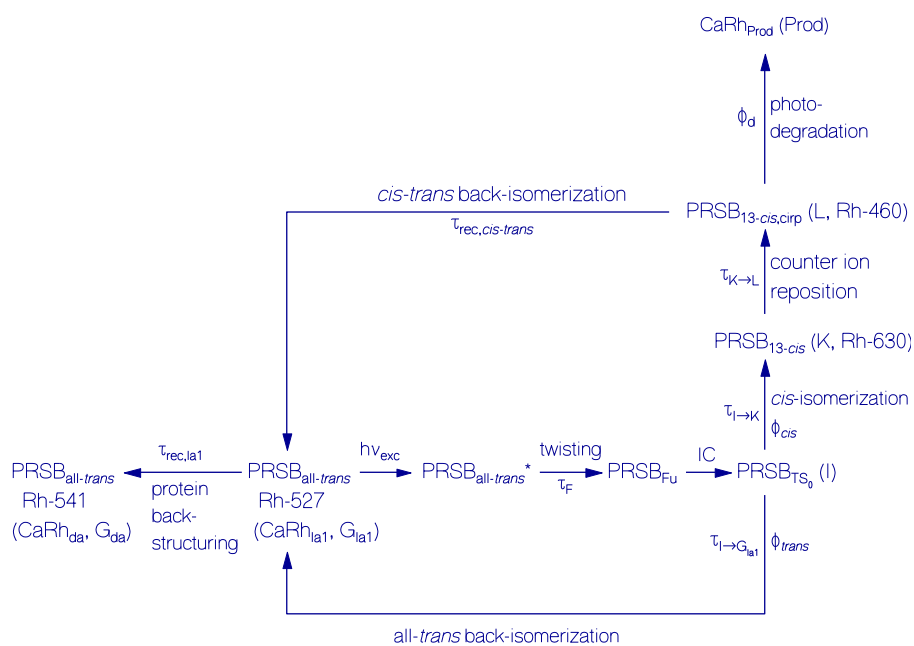 CaRh_Prod (Prod)
ϕ_d
photo-
degradation
cis-trans back-isomerization
τ_rec,cis-trans
PRSB_13-cis,cirp (L, Rh-460)
τ_K→L
counter ion
reposition
PRSB_13-cis (K, Rh-630)
τ_I→K
cis-isomerization
ϕ_cis
PRSB_all-trans
Rh-541
(CaRh_da, G_da)
τ_rec,la1
protein
back-
structuring
PRSB_all-trans
Rh-527
(CaRh_la1, G_la1)
hν_exc
PRSB_all-trans*
twisting
τ_F
PRSB_Fu
IC
PRSB_TS_0 (I)
τ_I→G_la1
ϕ_trans
all-trans back-isomerization